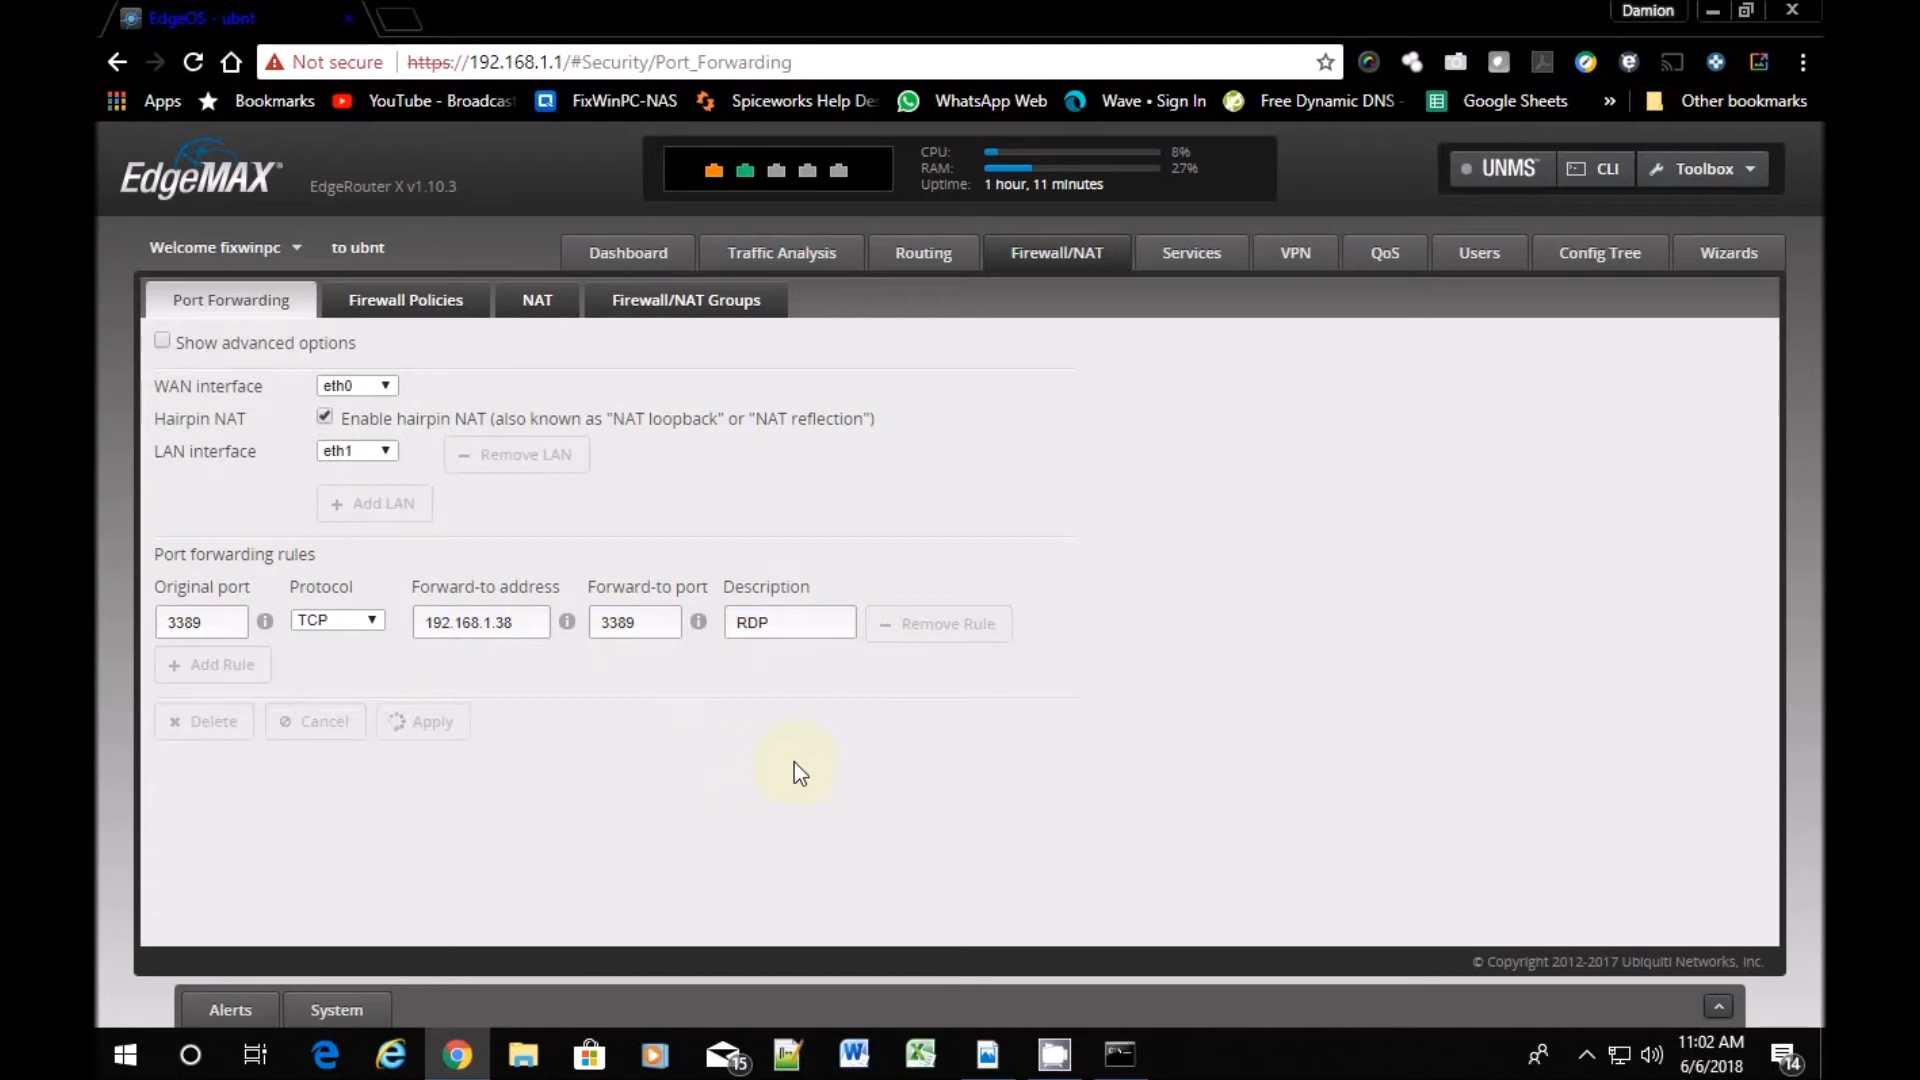 EdgeOS - ubnt
Damion
Not secure https://192.168.1.1/#Security/Port_Forwarding
Apps Bookmarks YouTube - Broadcas FixWinPC-NAS Spiceworks Help De WhatsApp Web Wave • Sign In Free Dynamic DNS - Google Sheets » Other bookmarks
EdgeMAX EdgeRouter X v1.10.3
CPU: 8%
RAM: 27%
Uptime: 1 hour, 11 minutes
UNMS CLI Toolbox
Welcome fixwinpc to ubnt
Dashboard Traffic Analysis Routing Firewall/NAT Services VPN QoS Users Config Tree Wizards
Port Forwarding Firewall Policies NAT Firewall/NAT Groups
Show advanced options
WAN interface eth0
Hairpin NAT Enable hairpin NAT (also known as "NAT loopback" or "NAT reflection")
LAN interface eth1 Remove LAN
+ Add LAN
Port forwarding rules
Original port Protocol Forward-to address Forward-to port Description
3389 TCP 192.168.1.38 3389 RDP Remove Rule
+ Add Rule
Delete Cancel Apply
© Copyright 2012-2017 Ubiquiti Networks, Inc.
Alerts System
15
11:02 AM
6/6/2018
14